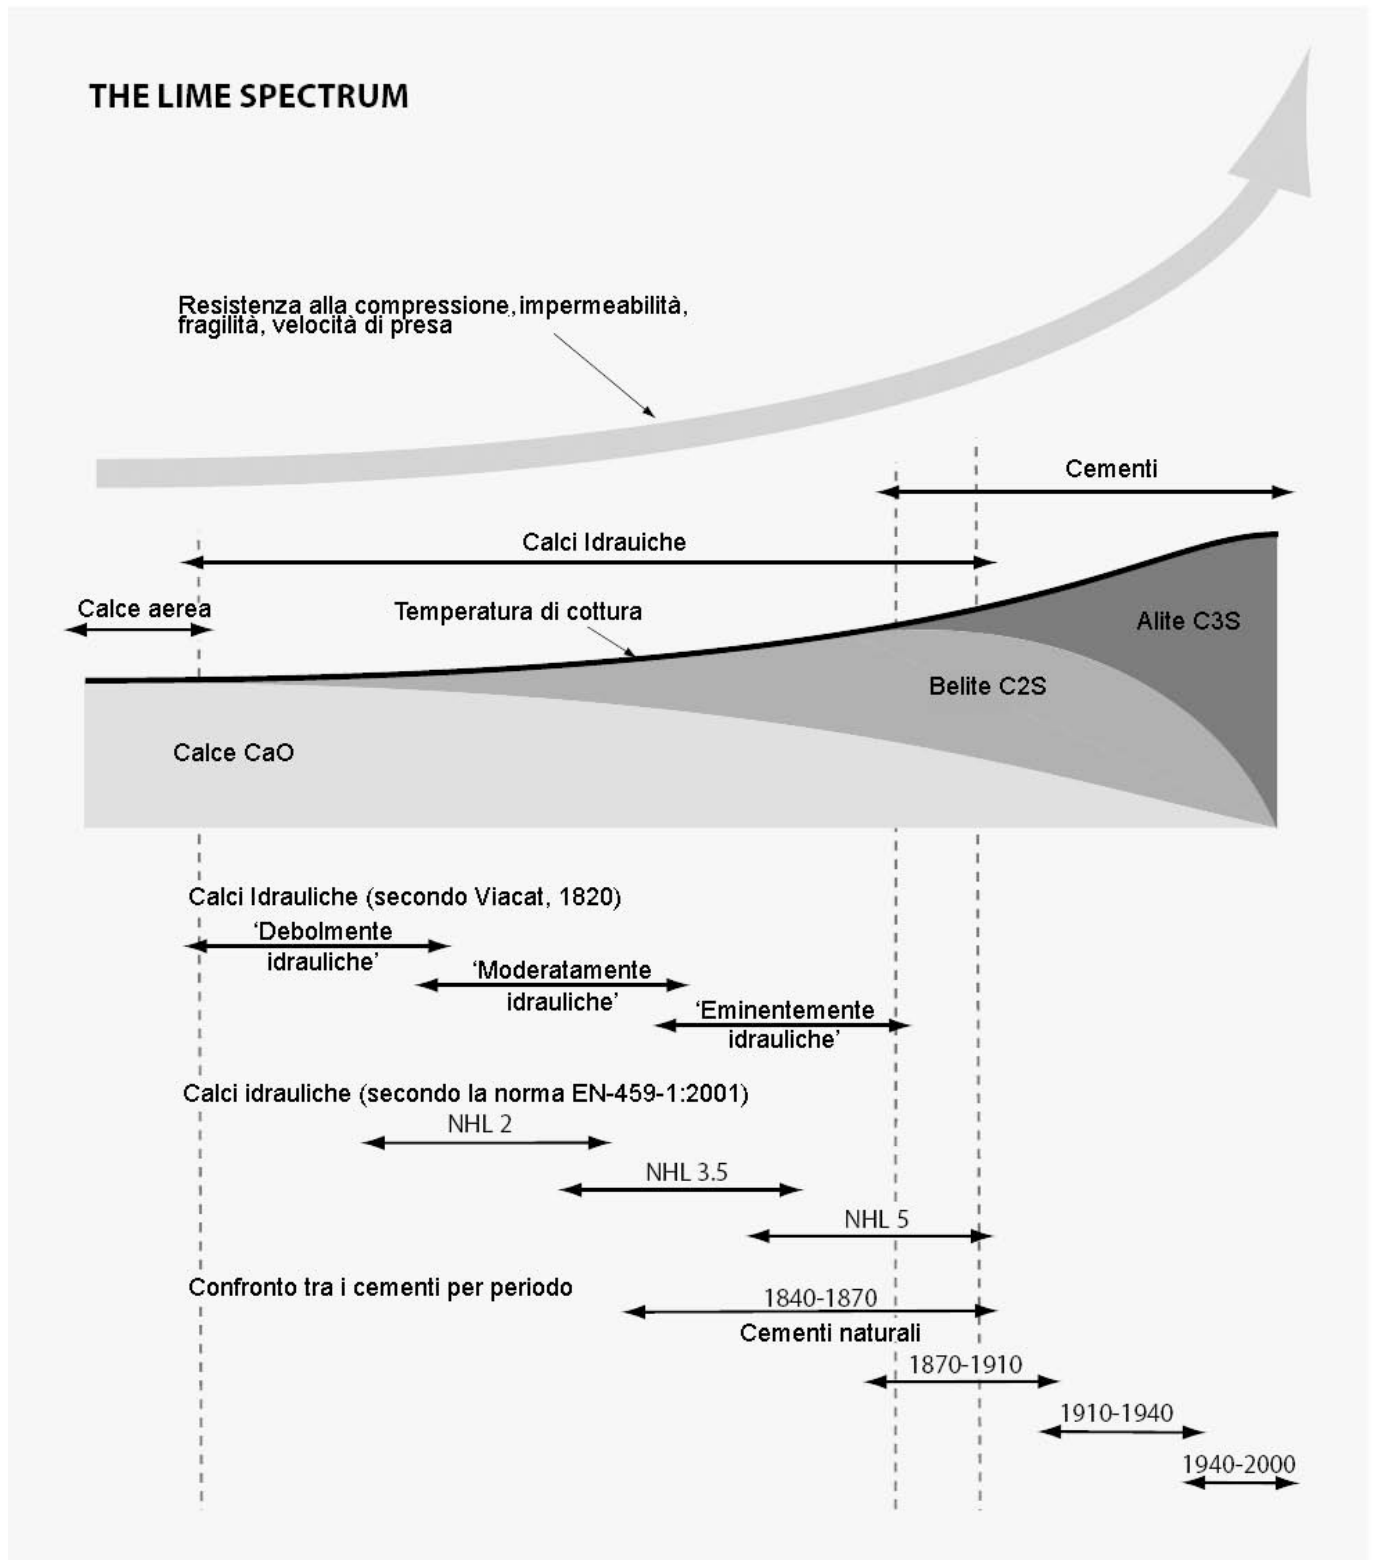 THE LIME SPECTRUM
Resistenza alla compressione, impermeabilità,
fragilità, velocità di presa
Cementi
Calci Idrauiche
Calce aerea
Temperatura di cottura
Alite C3S
Belite C2S
Calce CaO
Calci Idrauliche (secondo Viacat, 1820)
‘Debolmente
idrauliche’
‘Moderatamente
idrauliche’
‘Eminentemente
idrauliche’
Calci idrauliche (secondo la norma EN-459-1:2001)
NHL 2
NHL 3.5
NHL 5
Confronto tra i cementi per periodo
1840-1870
Cementi naturali
1870-1910
1910-1940
1940-2000